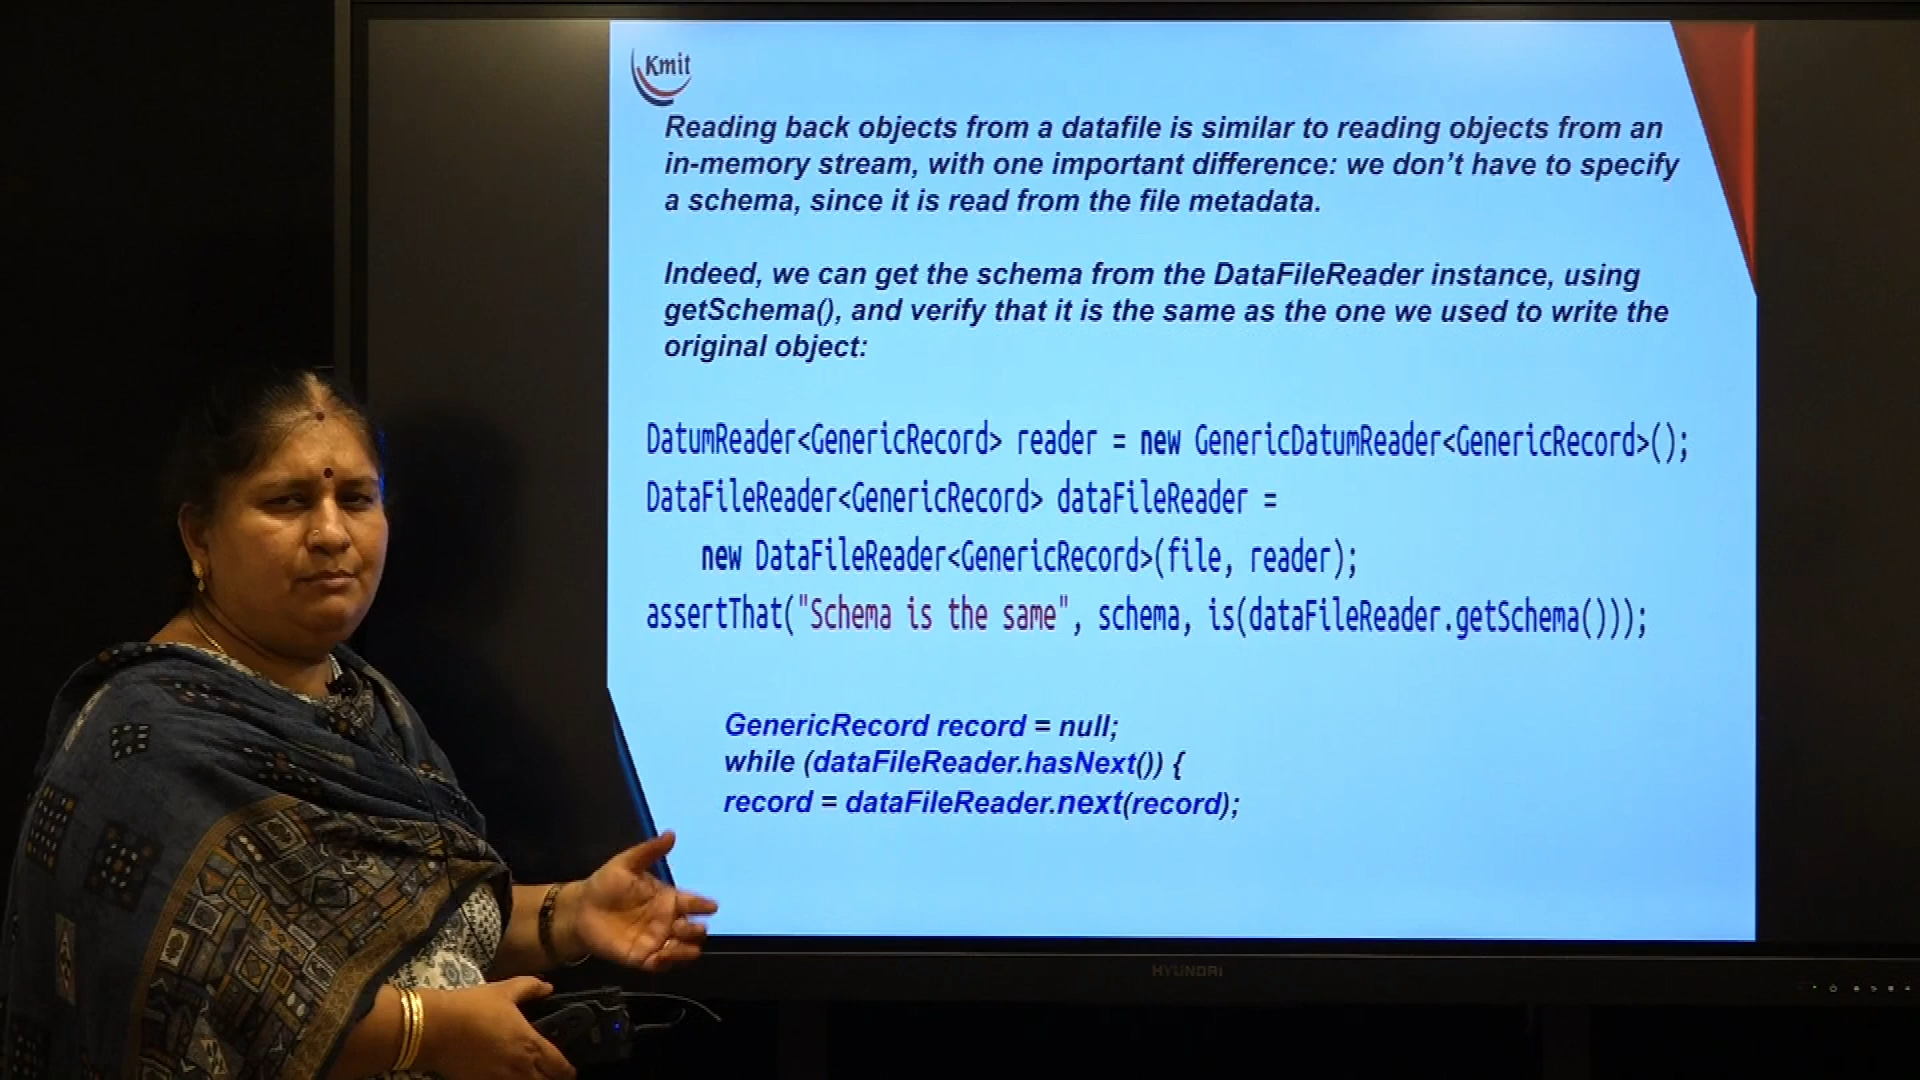 Kmit
Reading back objects from a datafile is similar to reading objects from an
in-memory stream, with one important difference: we don’t have to specify
a schema, since it is read from the file metadata.
Indeed, we can get the schema from the DataFileReader instance, using
getSchema(), and verify that it is the same as the one we used to write the
original object:
DatumReader<GenericRecord> reader = new GenericDatumReader<GenericRecord>();
DataFileReader<GenericRecord> dataFileReader =
new DataFileReader<GenericRecord>(file, reader);
assertThat("Schema is the same", schema, is(dataFileReader.getSchema()));
GenericRecord record = null;
while (dataFileReader.hasNext()) {
record = dataFileReader.next(record);
HYUNDAI